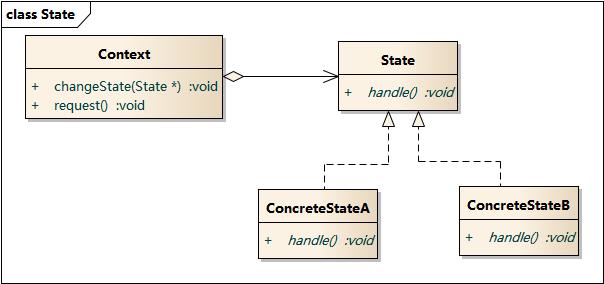 class State
Context
+ changeState(State *) :void
+ request() :void
State
+ handle() :void
ConcreteStateA
+ handle() :void
ConcreteStateB
+ handle() :void